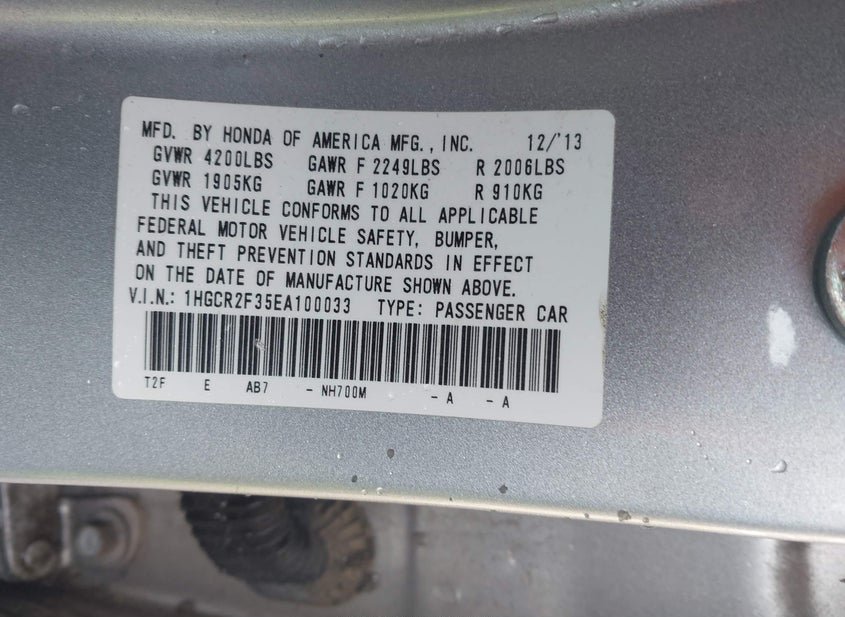 MFD. BY HONDA OF AMERICA MFG., INC. 12/'13
GVWR 4200LBS GAWR F 2249LBS R 2006LBS
GVWR 1905KG GAWR F 1020KG R 910KG
THIS VEHICLE CONFORMS TO ALL APPLICABLE
FEDERAL MOTOR VEHICLE SAFETY, BUMPER,
AND THEFT PREVENTION STANDARDS IN EFFECT
ON THE DATE OF MANUFACTURE SHOWN ABOVE.
V.I.N.: 1HGCR2F35EA100033 TYPE: PASSENGER CAR
T2F E AB7 - NH700M - A - A